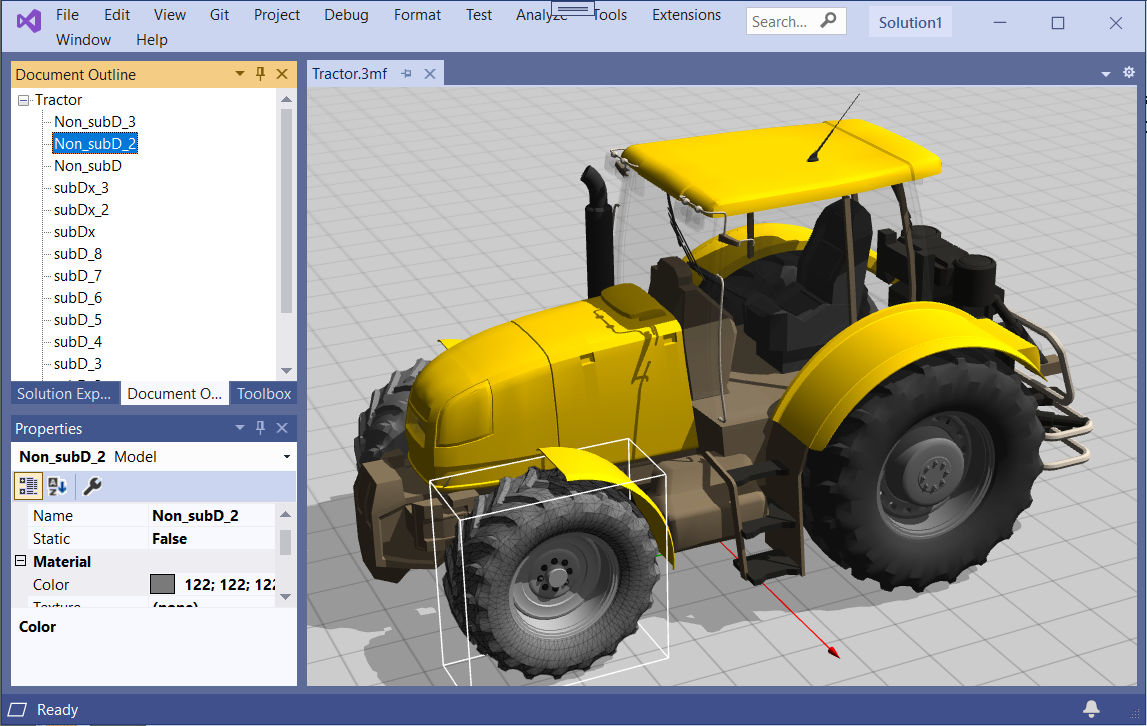 File Edit View Git Project Debug Format Test Analyze Tools Extensions
Search...
Solution1
Window Help
Document Outline
Tractor.3mf
Tractor
Non_subD_3
Non_subD_2
Non_subD
subDx_3
subDx_2
subDx
subD_8
subD_7
subD_6
subD_5
subD_4
subD_3
Solution Exp... Document O... Toolbox
Properties
Non_subD_2 Model
Name Non_subD_2
Static False
Material
Color 122; 122; 122
Texture (none)
Color
Ready